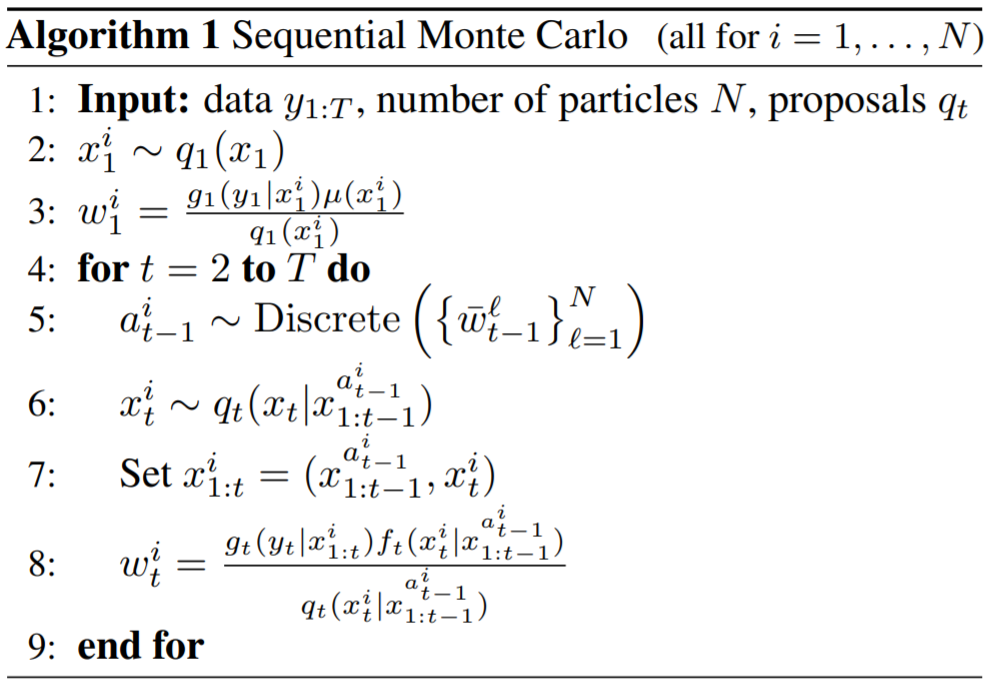 Algorithm 1 Sequential Monte Carlo (all for $i = 1, \ldots, N$)
1: Input: data $y_{1:T}$, number of particles $N$, proposals $q_t$
2: $x_1^i \sim q_1(x_1)$
3: $w_1^i = \frac{g_1(y_1|x_1^i)\mu(x_1^i)}{q_1(x_1^i)}$
4: for $t = 2$ to $T$ do
5: $a_{t-1}^i \sim \text{Discrete}\left(\left\{\bar{w}_{t-1}^{\ell}\right\}_{\ell=1}^{N}\right)$
6: $x_t^i \sim q_t(x_t|x_{1:t-1}^{a_{t-1}^i})$
7: Set $x_{1:t}^i = (x_{1:t-1}^{a_{t-1}^i}, x_t^i)$
8: $w_t^i = \frac{g_t(y_t|x_{1:t}^i) f_t(x_t^i|x_{1:t-1}^{a_{t-1}^i})}{q_t(x_t^i|x_{1:t-1}^{a_{t-1}^i})}$
9: end for